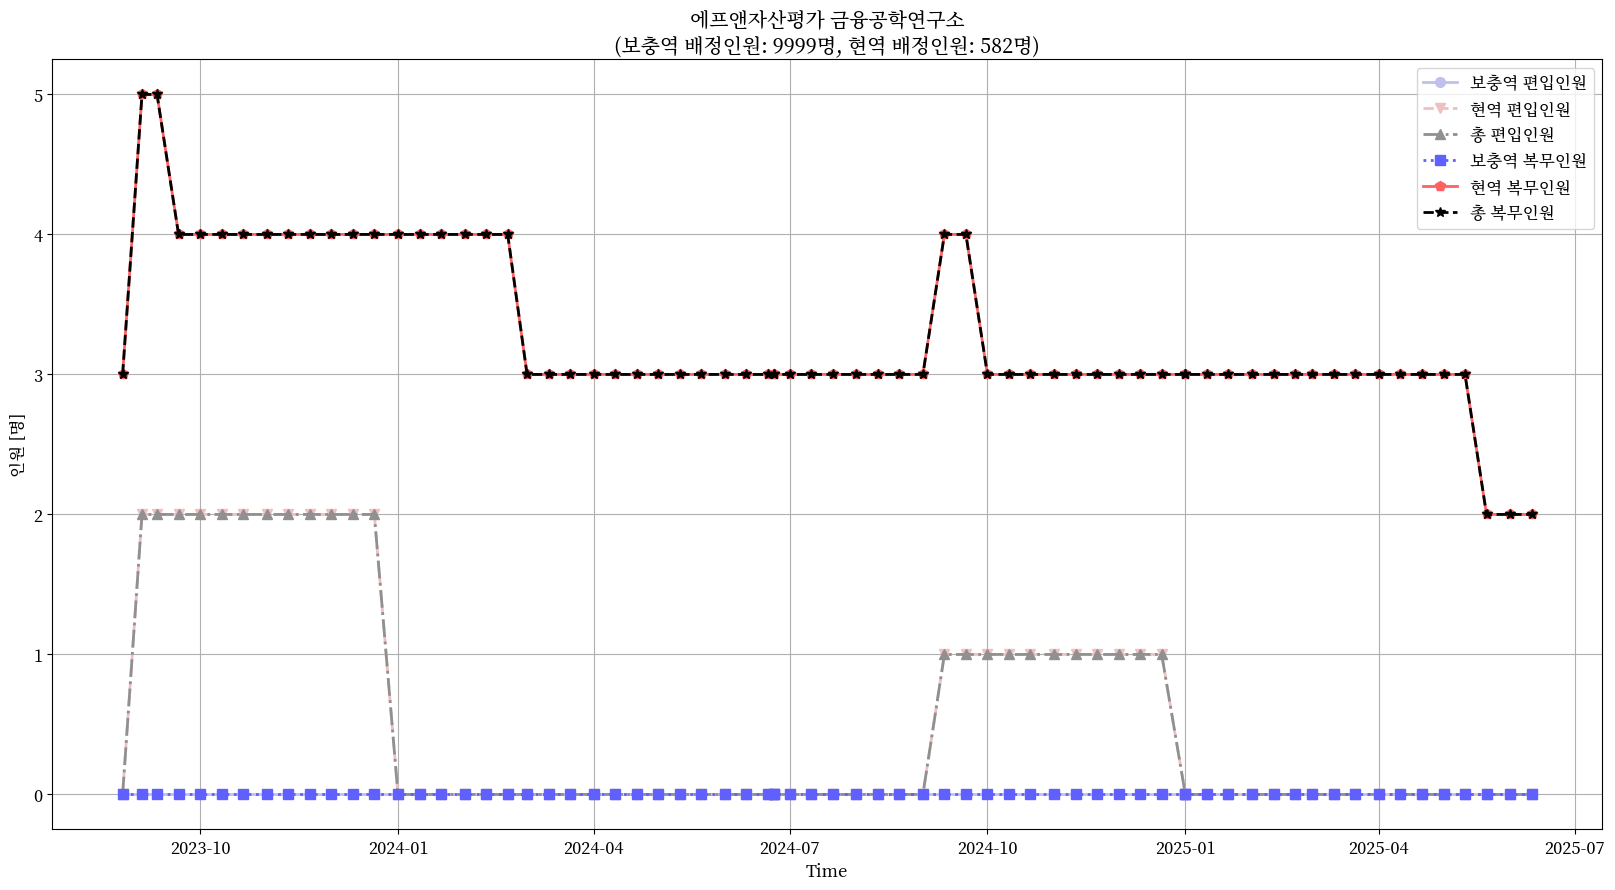 에프앤자산평가 금융공학연구소
(보충역 배정인원: 9999명, 현역 배정인원: 582명)
보충역 편입인원
현역 편입인원
총 편입인원
보충역 복무인원
현역 복무인원
총 복무인원
인원 [명]
5
4
3
2
1
0
2023-10
2024-01
2024-04
2024-07
2024-10
2025-01
2025-04
2025-07
Time